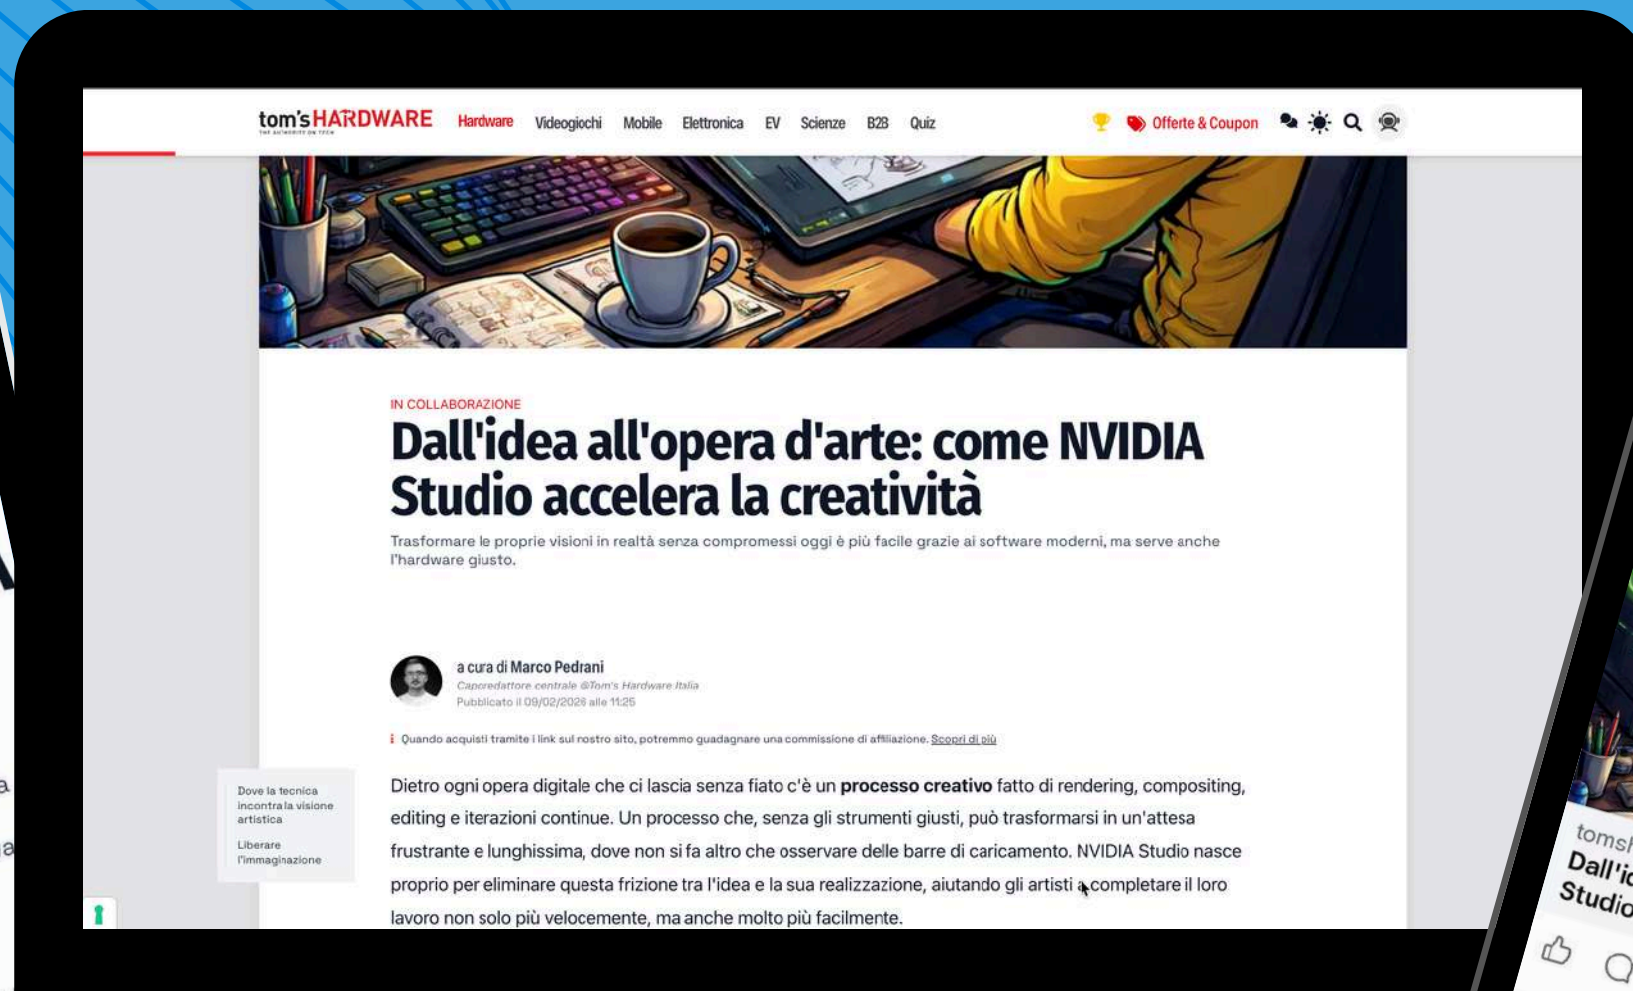 tom's HARDWARE
THE AUTHORITY ON TECH
Hardware Videogiochi Mobile Elettronica EV Scienze B2B Quiz
Offerte & Coupon
IN COLLABORAZIONE
Dall'idea all'opera d'arte: come NVIDIA
Studio accelera la creatività
Trasformare le proprie visioni in realtà senza compromessi oggi è più facile grazie ai software moderni, ma serve anche
l'hardware giusto.
a cura di Marco Pedrani
Caporedattore centrale @Tom's Hardware Italia
Pubblicato il 09/02/2026 alle 11:25
Quando acquisti tramite i link sul nostro sito, potremmo guadagnare una commissione di affiliazione. Scopri di più
Dove la tecnica
incontra la visione
artistica
Liberare
l'immaginazione
Dietro ogni opera digitale che ci lascia senza fiato c'è un processo creativo fatto di rendering, compositing,
editing e iterazioni continue. Un processo che, senza gli strumenti giusti, può trasformarsi in un'attesa
frustrante e lunghissima, dove non si fa altro che osservare delle barre di caricamento. NVIDIA Studio nasce
proprio per eliminare questa frizione tra l'idea e la sua realizzazione, aiutando gli artisti a completare il loro
lavoro non solo più velocemente, ma anche molto più facilmente.
tomsh
Dall'id
Studio